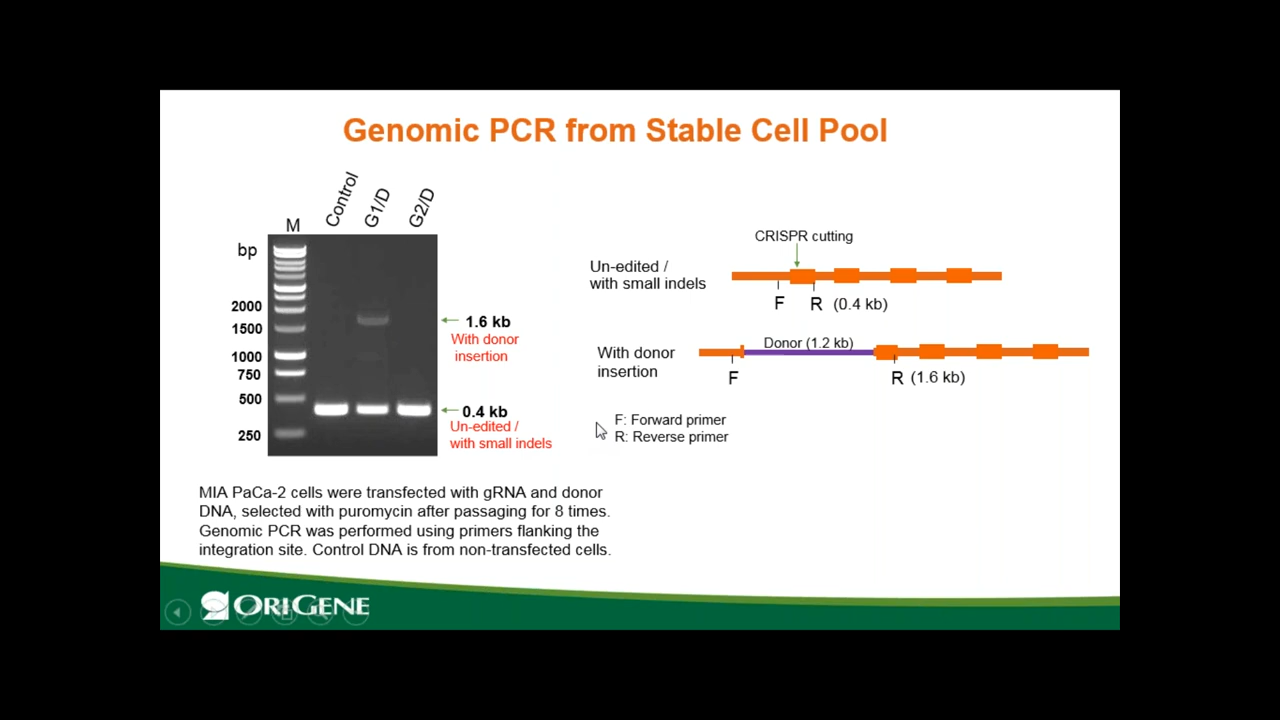 Genomic PCR from Stable Cell Pool
Control
G1/D
G2/D
M
bp
2000
1500
1000
750
500
250
1.6 kb
With donor
insertion
0.4 kb
Un-edited /
with small indels
CRISPR cutting
Un-edited /
with small indels
F
R (0.4 kb)
Donor (1.2 kb)
With donor
insertion
F
R (1.6 kb)
F: Forward primer
R: Reverse primer
MIA PaCa-2 cells were transfected with gRNA and donor
DNA, selected with puromycin after passaging for 8 times.
Genomic PCR was performed using primers flanking the
integration site. Control DNA is from non-transfected cells.
ORIGENE